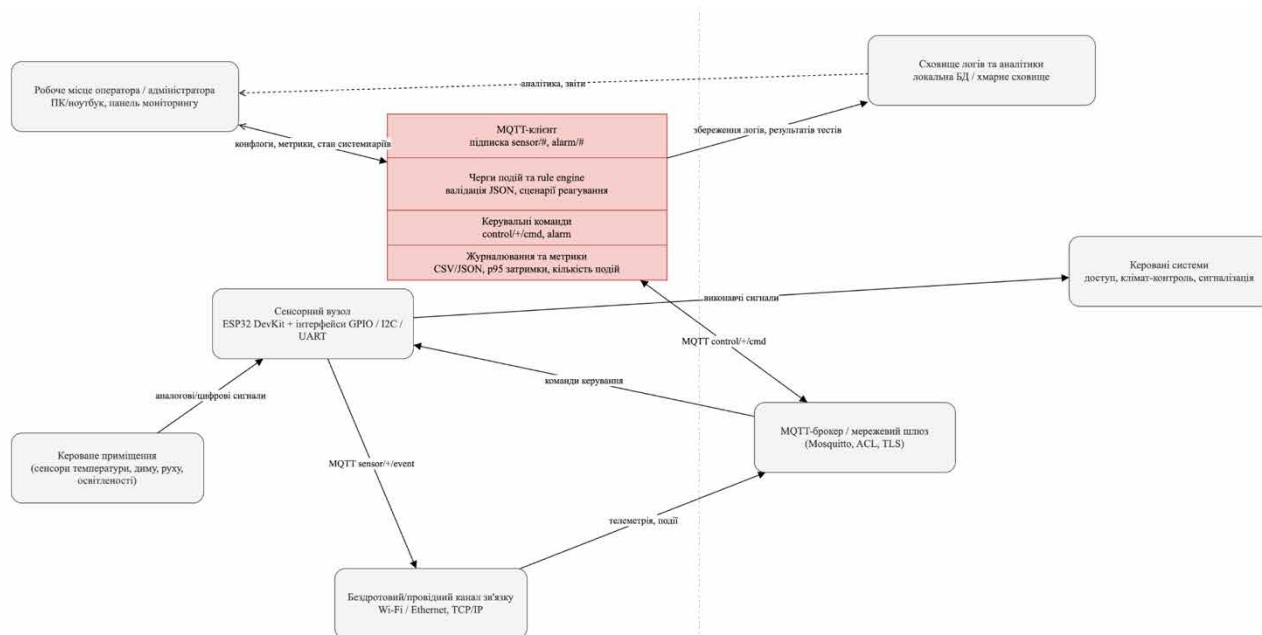 Сховище логів та аналітики
локальна БД / хмарне сховище
Робоче місце оператора / адміністратора
ПК/ноутбук, панель моніторингу
аналітика, звіти
MQTT-клієнт
підписка sensor/#, alarm/#
збереження логів, результатів тестів
конфлоги, метрики, стан системиаріїв
Черги подій та rule engine
валідація JSON, сценарії реагування
Керувальні команди
control/+/cmd, alarm
Журналювання та метрики
CSV/JSON, p95 затримки, кількість подій
Керовані системи
доступ, клімат-контроль, сигналізація
виконавчі сигнали
Сенсорний вузол
ESP32 DevKit + інтерфейси GPIO / I2C /
UART
MQTT control/+/cmd
команди керування
аналогові/цифрові сигнали
MQTT-брокер / мережевий шлюз
(Mosquitto, ACL, TLS)
Кероване приміщення
(сенсори температури, диму, руху,
освітленості)
MQTT sensor/+/event
телеметрія, події
Бездротовий/провідний канал зв'язку
Wi-Fi / Ethernet, TCP/IP